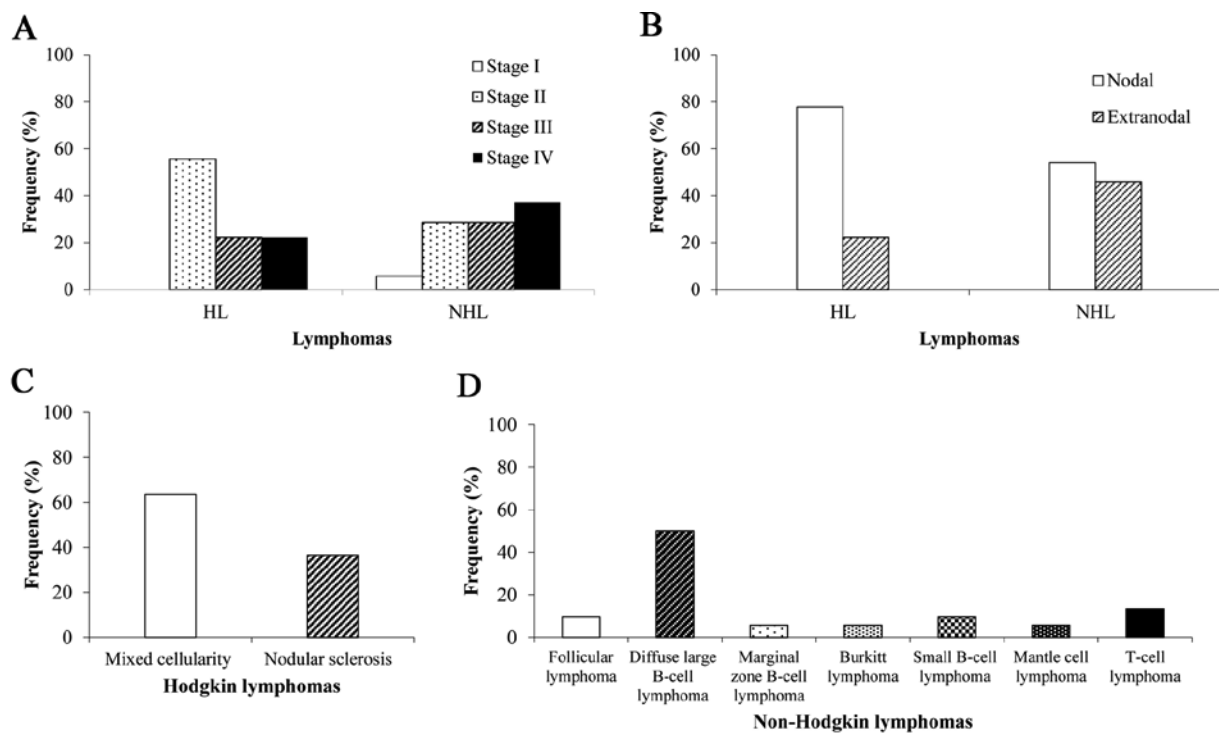 A
Frequency (%)
100
80
60
40
20
0
Stage I
Stage II
Stage III
Stage IV
HL
NHL
Lymphomas
B
Frequency (%)
100
80
60
40
20
0
Nodal
Extranodal
HL
NHL
Lymphomas
C
Frequency (%)
100
80
60
40
20
0
Mixed cellularity
Nodular sclerosis
Hodgkin lymphomas
D
Frequency (%)
100
80
60
40
20
0
Follicular
lymphoma
Diffuse large
B-cell
lymphoma
Marginal
zone B-cell
lymphoma
Burkitt
lymphoma
Small B-cell
lymphoma
Mantle cell
lymphoma
T-cell
lymphoma
Non-Hodgkin lymphomas